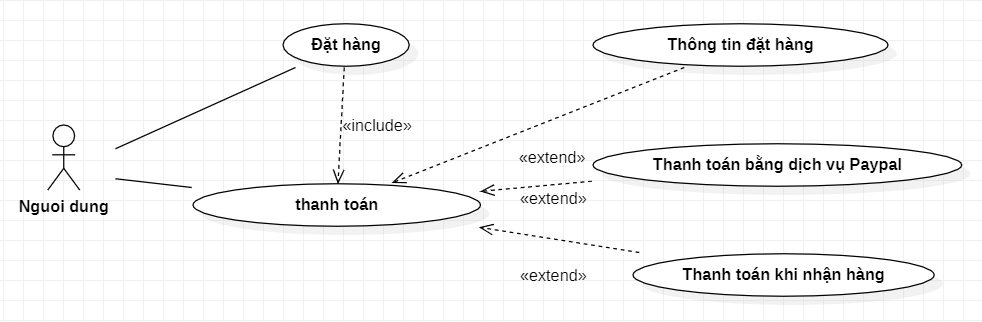 Đặt hàng
Thông tin đặt hàng
«include»
«extend»
Thanh toán bằng dịch vụ Paypal
Nguoi dung
thanh toán
«extend»
Thanh toán khi nhận hàng
«extend»